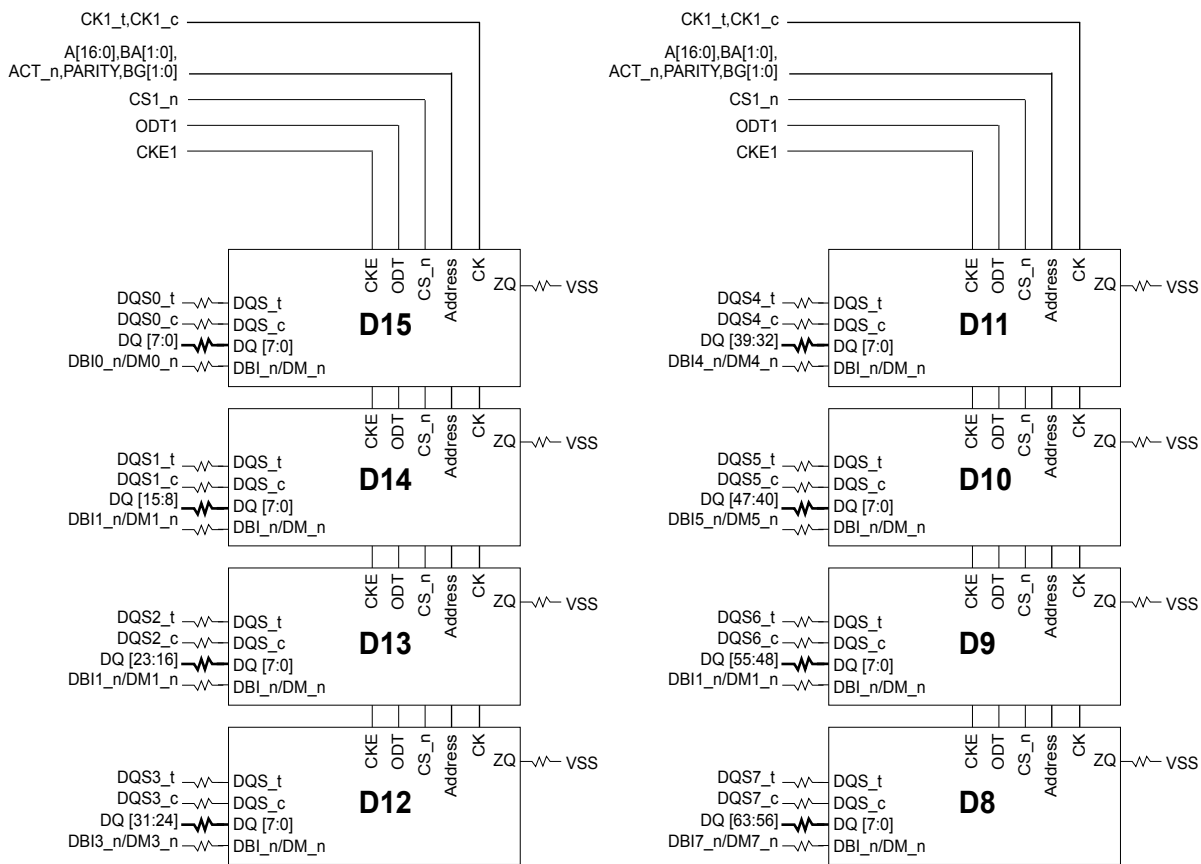 CK1_t,CK1_c
A[16:0],BA[1:0],
ACT_n,PARITY,BG[1:0]
CS1_n
ODT1
CKE1
CKE
ODT
CS_n
Address
CK
ZQ
VSS
D15
DQS0_t
DQS_t
DQS0_c
DQS_c
DQ [7:0]
DQ [7:0]
DBI0_n/DM0_n
DBI_n/DM_n
CKE
ODT
CS_n
Address
CK
ZQ
VSS
D14
DQS1_t
DQS_t
DQS1_c
DQS_c
DQ [15:8]
DQ [7:0]
DBI1_n/DM1_n
DBI_n/DM_n
CKE
ODT
CS_n
Address
CK
ZQ
VSS
D13
DQS2_t
DQS_t
DQS2_c
DQS_c
DQ [23:16]
DQ [7:0]
DBI1_n/DM1_n
DBI_n/DM_n
CKE
ODT
CS_n
Address
CK
ZQ
VSS
D12
DQS3_t
DQS_t
DQS3_c
DQS_c
DQ [31:24]
DQ [7:0]
DBI3_n/DM3_n
DBI_n/DM_n
CK1_t,CK1_c
A[16:0],BA[1:0],
ACT_n,PARITY,BG[1:0]
CS1_n
ODT1
CKE1
CKE
ODT
CS_n
Address
CK
ZQ
VSS
D11
DQS4_t
DQS_t
DQS4_c
DQS_c
DQ [39:32]
DQ [7:0]
DBI4_n/DM4_n
DBI_n/DM_n
CKE
ODT
CS_n
Address
CK
ZQ
VSS
D10
DQS5_t
DQS_t
DQS5_c
DQS_c
DQ [47:40]
DQ [7:0]
DBI5_n/DM5_n
DBI_n/DM_n
CKE
ODT
CS_n
Address
CK
ZQ
VSS
D9
DQS6_t
DQS_t
DQS6_c
DQS_c
DQ [55:48]
DQ [7:0]
DBI1_n/DM1_n
DBI_n/DM_n
CKE
ODT
CS_n
Address
CK
ZQ
VSS
D8
DQS7_t
DQS_t
DQS7_c
DQS_c
DQ [63:56]
DQ [7:0]
DBI7_n/DM7_n
DBI_n/DM_n